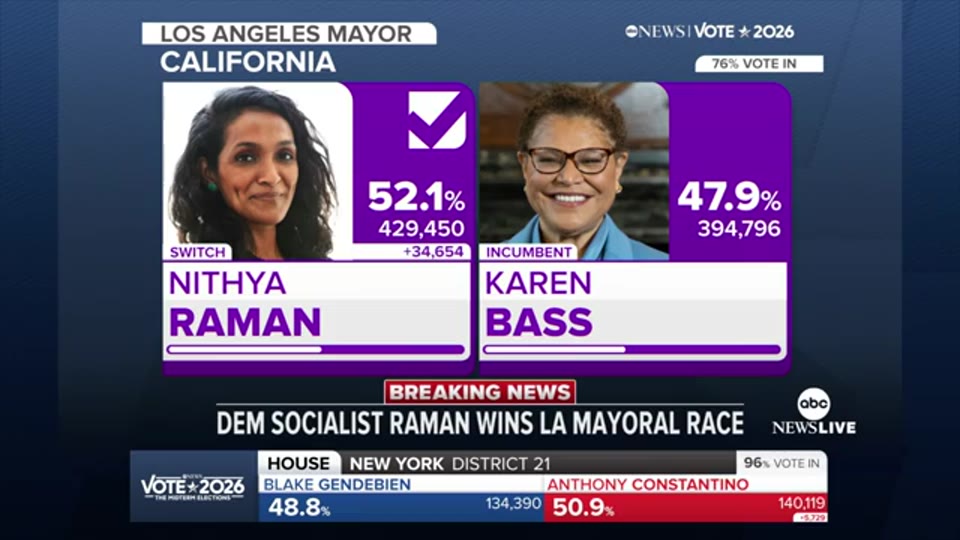 LOS ANGELES MAYOR
CALIFORNIA
abc NEWS | VOTE ★ 2026
76% VOTE IN
52.1%
429,450
+34,654
SWITCH
NITHYA
RAMAN
47.9%
394,796
INCUMBENT
KAREN
BASS
BREAKING NEWS
DEM SOCIALIST RAMAN WINS LA MAYORAL RACE
abc
NEWSLIVE
abc NEWS
VOTE★2026
THE MIDTERM ELECTIONS
HOUSE NEW YORK DISTRICT 21 96% VOTE IN
BLAKE GENDEBIEN
48.8% 134,390
ANTHONY CONSTANTINO
50.9% 140,119
+5,729